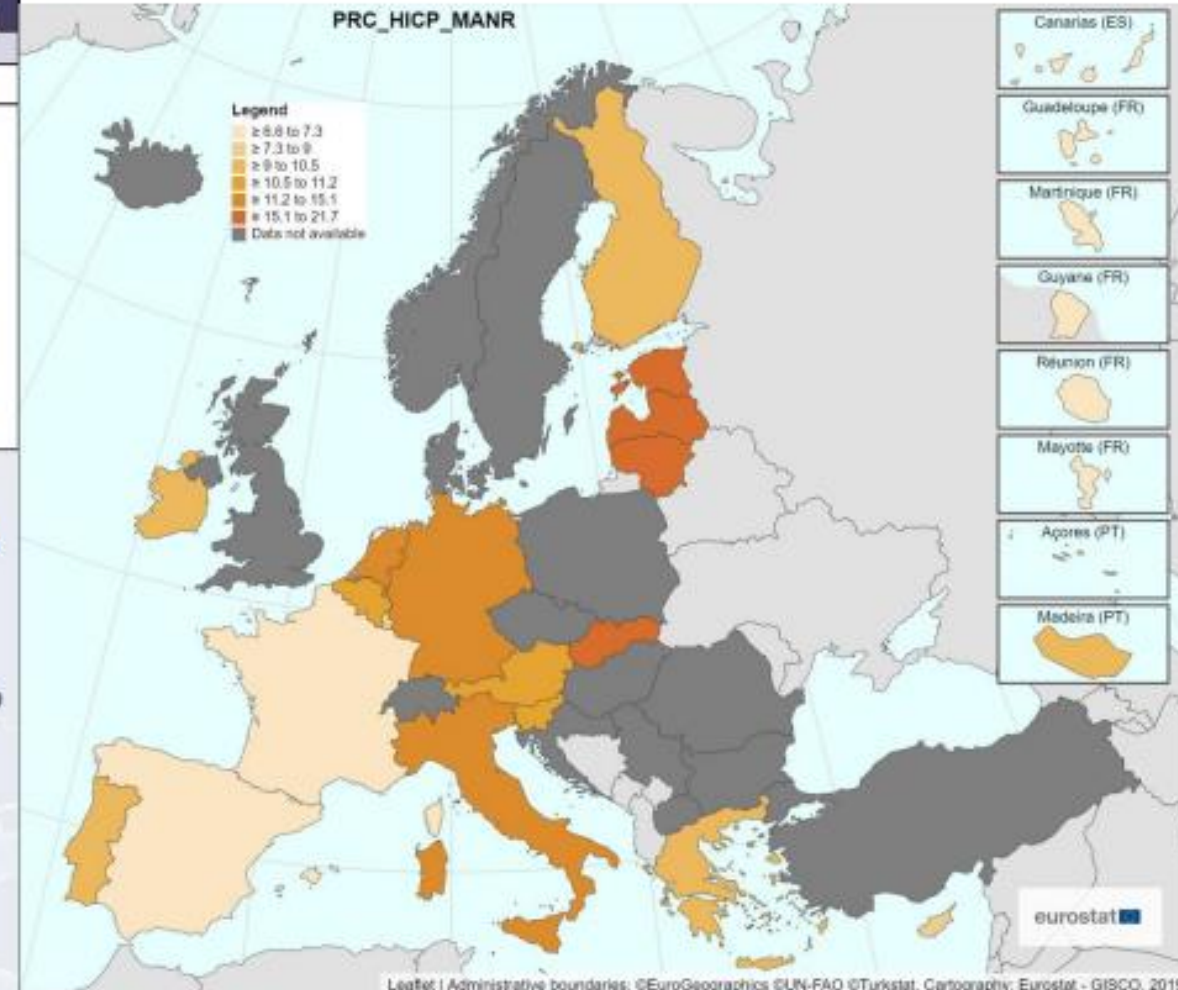 PRC_HICP_MANR
Legend
≥ 6.6 to 7.3
≥ 7.3 to 9
≥ 9 to 10.5
≥ 10.5 to 11.2
≥ 11.2 to 15.1
≥ 15.1 to 21.7
Data not available
Canarias (ES)
Guadeloupe (FR)
Martinique (FR)
Guyane (FR)
Réunion (FR)
Mayotte (FR)
Açores (PT)
Madeira (PT)
eurostat
Leaflet | Administrative boundaries: ©EuroGeographics ©UN-FAO ©Turkstat, Cartography: Eurostat - GISCO, 2019